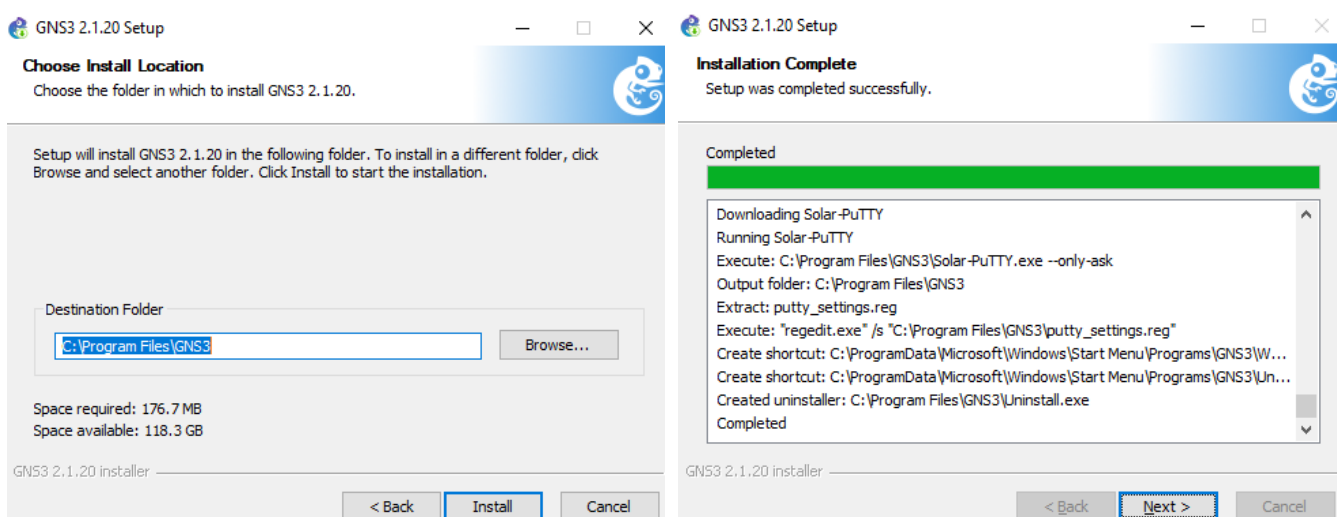 GNS3 2.1.20 Setup
Choose Install Location
Choose the folder in which to install GNS3 2.1.20.
Setup will install GNS3 2.1.20 in the following folder. To install in a different folder, click
Browse and select another folder. Click Install to start the installation.
Destination Folder
C:\Program Files\GNS3
Browse...
Space required: 176.7 MB
Space available: 118.3 GB
GNS3 2.1.20 installer
< Back
Install
Cancel
GNS3 2.1.20 Setup
Installation Complete
Setup was completed successfully.
Completed
Downloading Solar-PuTTY
Running Solar-PuTTY
Execute: C:\Program Files\GNS3\Solar-PuTTY.exe --only-ask
Output folder: C:\Program Files\GNS3
Extract: putty_settings.reg
Execute: "regedit.exe" /s "C:\Program Files\GNS3\putty_settings.reg"
Create shortcut: C:\ProgramData\Microsoft\Windows\Start Menu\Programs\GNS3\W...
Create shortcut: C:\ProgramData\Microsoft\Windows\Start Menu\Programs\GNS3\Un...
Created uninstaller: C:\Program Files\GNS3\Uninstall.exe
Completed
GNS3 2.1.20 installer
< Back
Next >
Cancel